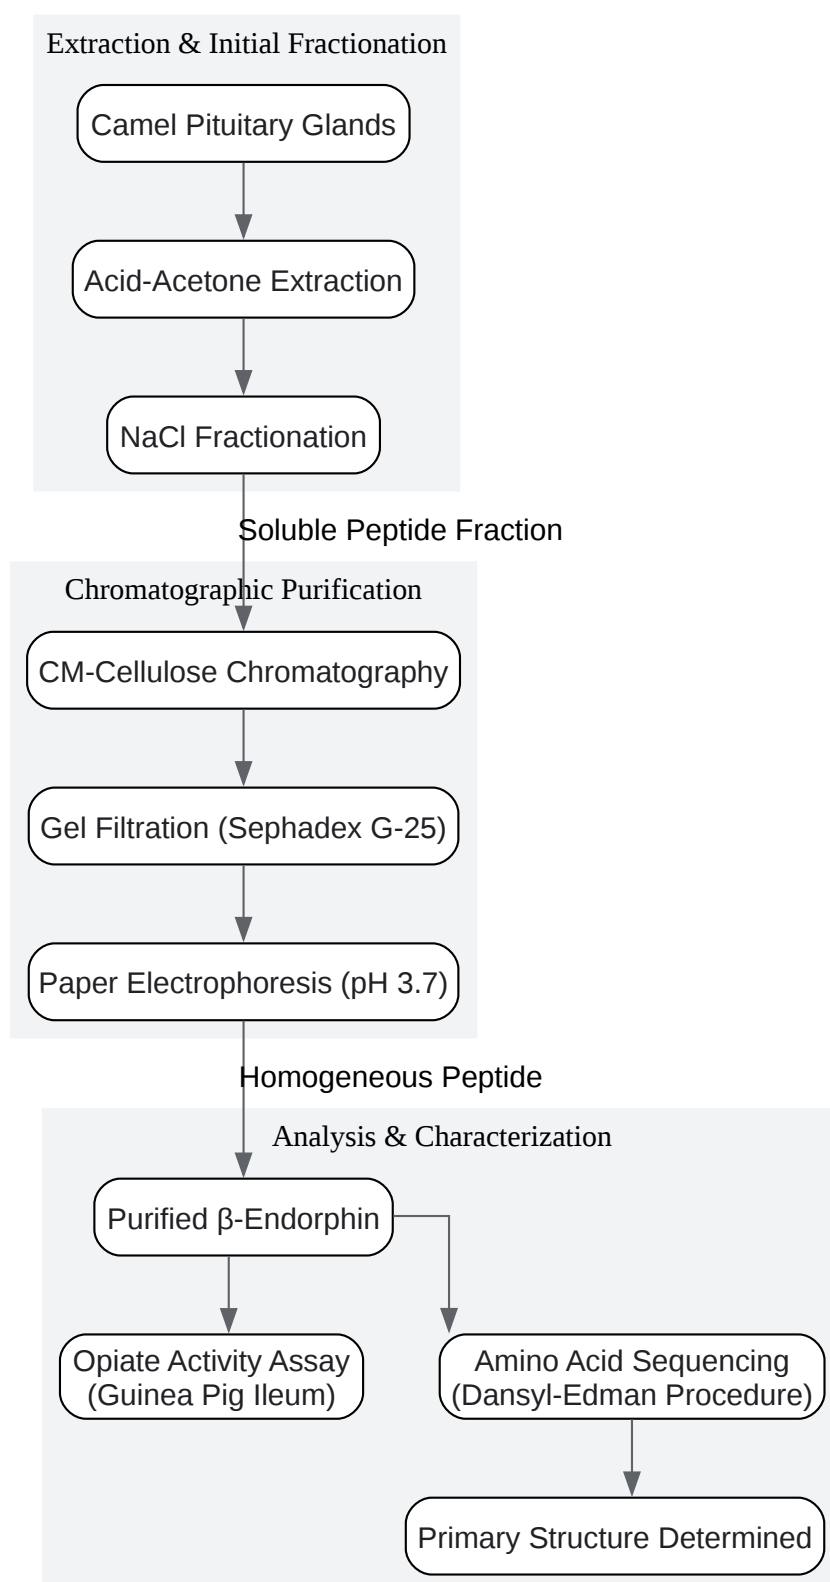 Extraction & Initial Fractionation
Camel Pituitary Glands
Acid-Acetone Extraction
NaCl Fractionation
Soluble Peptide Fraction
Chromatographic Purification
CM-Cellulose Chromatography
Gel Filtration (Sephadex G-25)
Paper Electrophoresis (pH 3.7)
Homogeneous Peptide
Analysis & Characterization
Purified β-Endorphin
Opiate Activity Assay
(Guinea Pig Ileum)
Amino Acid Sequencing
(Dansyl-Edman Procedure)
Primary Structure Determined